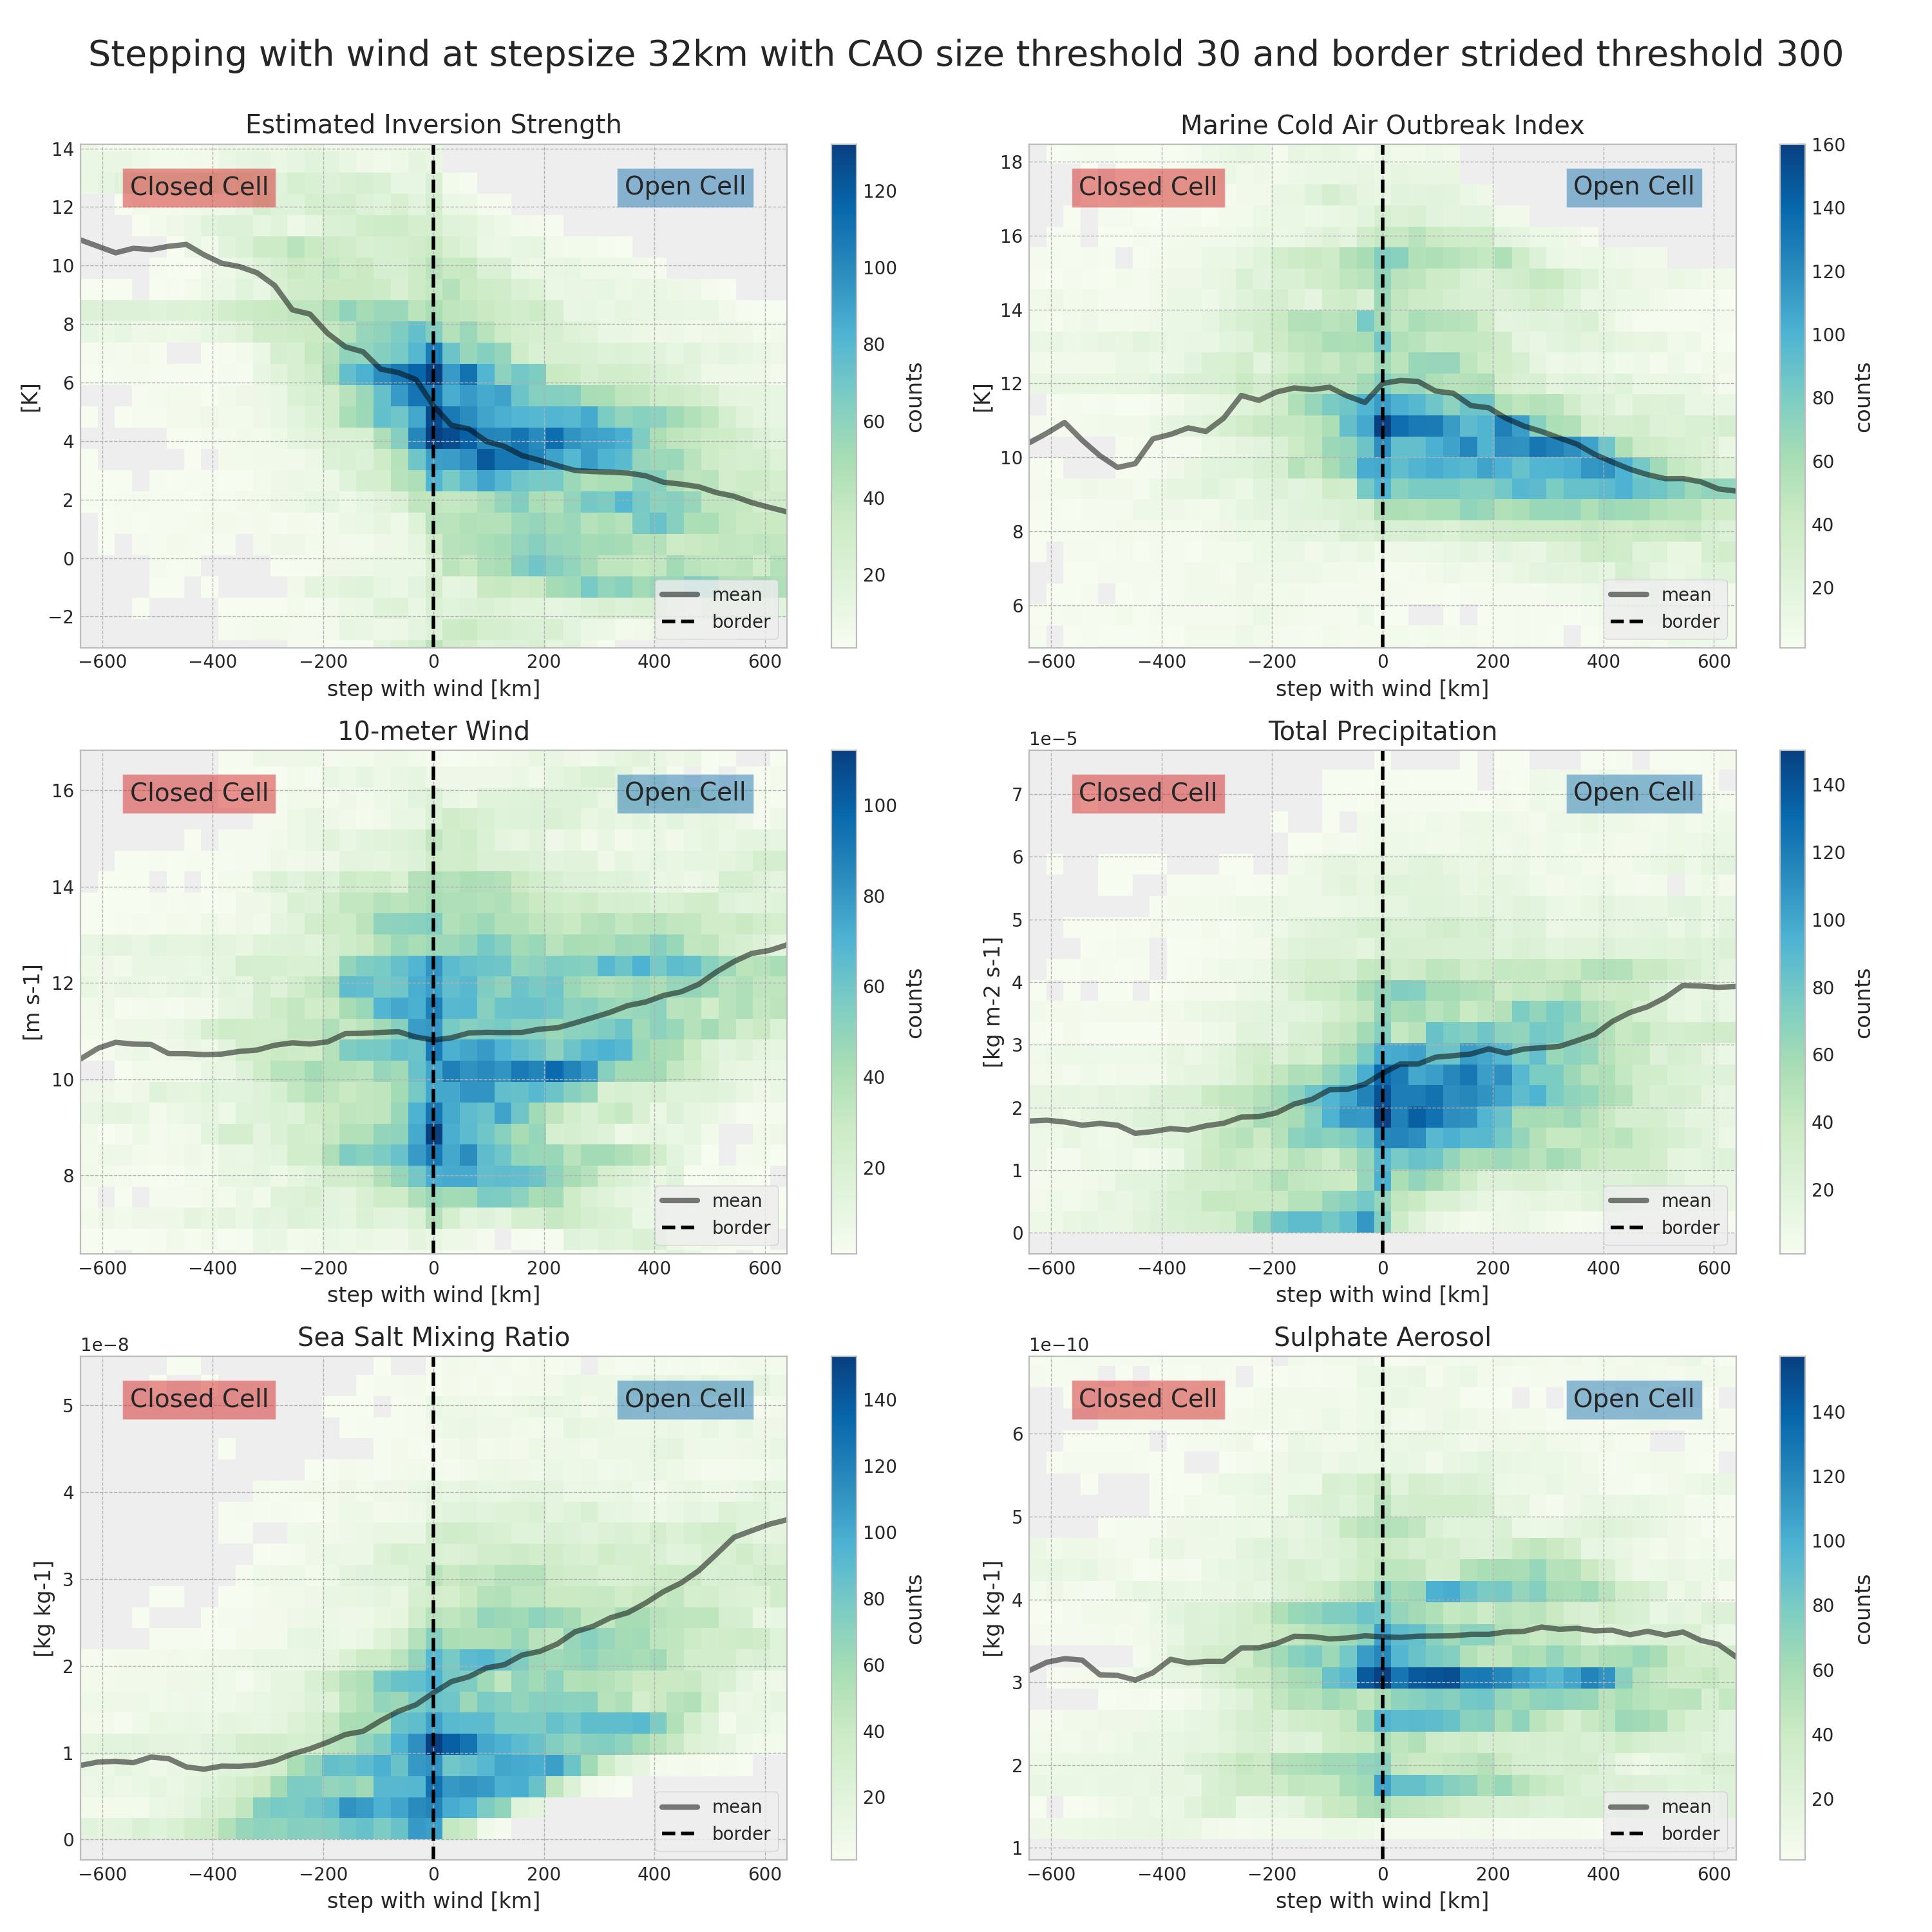 Stepping with wind at stepsize 32km with CAO size threshold 30 and border strided threshold 300
Estimated Inversion Strength
Closed Cell
Open Cell
14
12
10
8
6
4
2
0
−2
[K]
−600 −400 −200 0 200 400 600
step with wind [km]
mean
border
120
100
80
60
40
20
counts
Marine Cold Air Outbreak Index
Closed Cell
Open Cell
18
16
14
12
10
8
6
[K]
−600 −400 −200 0 200 400 600
step with wind [km]
mean
border
160
140
120
100
80
60
40
20
counts
10-meter Wind
Closed Cell
Open Cell
16
14
12
10
8
[m s-1]
−600 −400 −200 0 200 400 600
step with wind [km]
mean
border
100
80
60
40
20
counts
Total Precipitation
1e−5
Closed Cell
Open Cell
7
6
5
4
3
2
1
0
[kg m-2 s-1]
−600 −400 −200 0 200 400 600
step with wind [km]
mean
border
140
120
100
80
60
40
20
counts
Sea Salt Mixing Ratio
1e−8
Closed Cell
Open Cell
5
4
3
2
1
0
[kg kg-1]
−600 −400 −200 0 200 400 600
step with wind [km]
mean
border
140
120
100
80
60
40
20
counts
Sulphate Aerosol
1e−10
Closed Cell
Open Cell
6
5
4
3
2
1
[kg kg-1]
−600 −400 −200 0 200 400 600
step with wind [km]
mean
border
140
120
100
80
60
40
20
counts